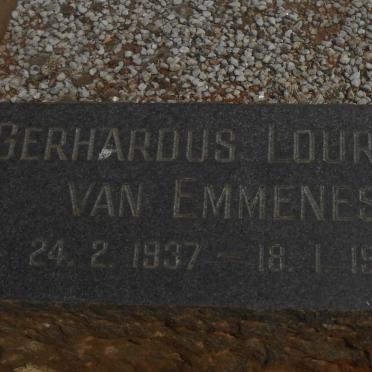 GERHARDUS LOUR
VAN EMMENES
24. 2. 1937 – 18. 1. 19